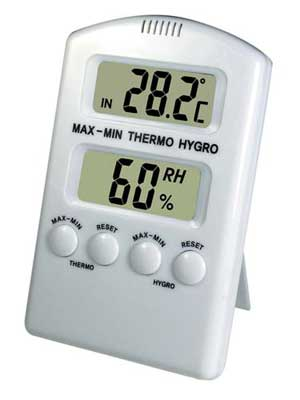 IN 28.2°C
MAX-MIN THERMO HYGRO
60 RH %
MAX-MIN RESET MAX-MIN RESET
THERMO HYGRO